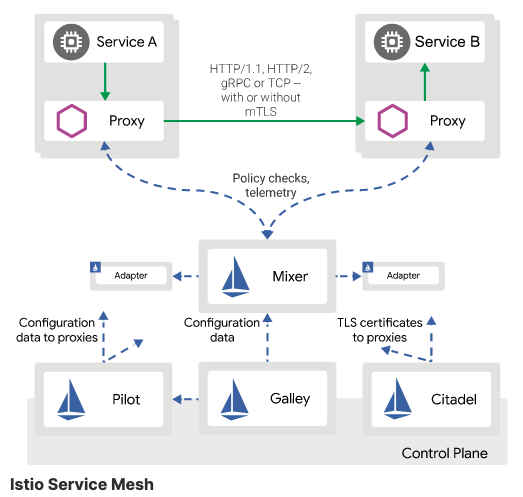 Service A
Service B
HTTP/1.1, HTTP/2,
gRPC or TCP --
with or without
mTLS
Proxy
Proxy
Policy checks,
telemetry
Mixer
Adapter
Adapter
Configuration
data to proxies
Configuration
data
TLS certificates
to proxies
Pilot
Galley
Citadel
Control Plane
Istio Service Mesh